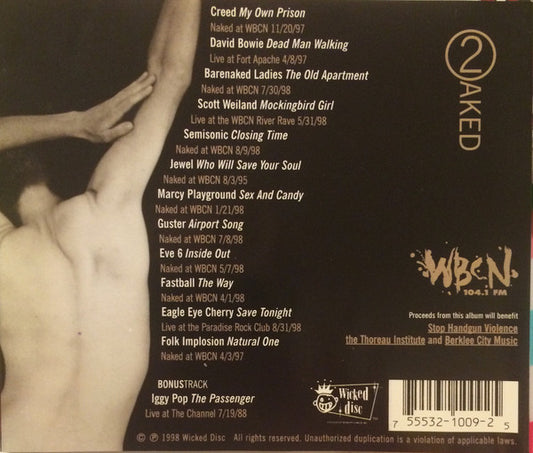 Creed My Own Prison
Naked at WBCN 11/20/97
David Bowie Dead Man Walking
Live at Fort Apache 4/8/97
Barenaked Ladies The Old Apartment
Naked at WBCN 7/30/98
Scott Weiland Mockingbird Girl
Live at the WBCN River Rave 5/31/98
Semisonic Closing Time
Naked at WBCN 8/9/98
Jewel Who Will Save Your Soul
Naked at WBCN 8/3/95
Marcy Playground Sex And Candy
Naked at WBCN 1/21/98
Guster Airport Song
Naked at WBCN 7/8/98
Eve 6 Inside Out
Naked at WBCN 5/7/98
Fastball The Way
Naked at WBCN 4/1/98
Eagle Eye Cherry Save Tonight
Live at the Paradise Rock Club 8/31/98
Folk Implosion Natural One
Naked at WBCN 4/3/97
BONUSTRACK
Iggy Pop The Passenger
Live at The Channel 7/19/88
2
NAKED
WBCN
104.1 FM
Proceeds from this album will benefit
Stop Handgun Violence
the Thoreau Institute and Berklee City Music
Wicked
disc
7 55532-1009-2 5
© ℗ 1998 Wicked Disc All rights reserved. Unauthorized duplication is a violation of applicable laws.